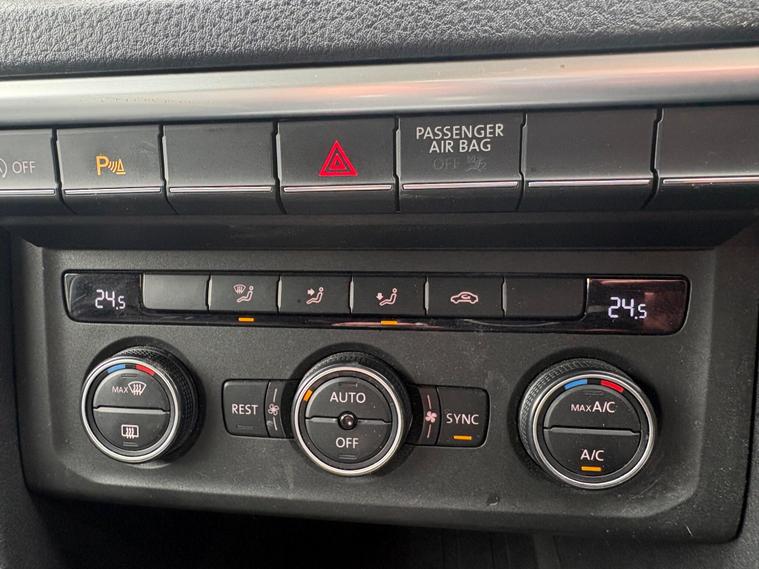 OFF
P
PASSENGER
AIR BAG
OFF
24.5
24.5
MAX
REST
AUTO
OFF
SYNC
MAX A/C
A/C